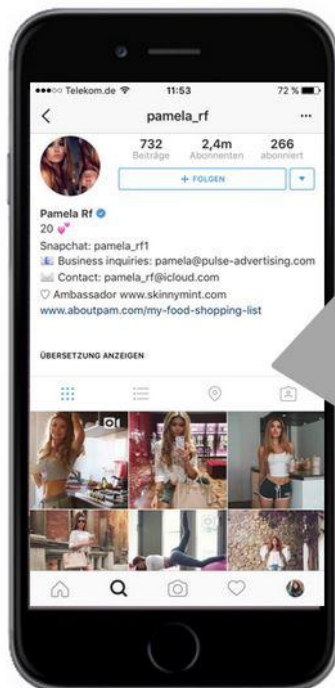 Telekom.de 11:53 72 %
pamela_rf
732 2,4m 266
Beiträge Abonnenten abonniert
+ FOLGEN
Pamela Rf
20
Snapchat: pamela_rf1
Business inquiries: pamela@pulse-advertising.com
Contact: pamela_rf@icloud.com
♡ Ambassador www.skinnymint.com
www.aboutpam.com/my-food-shopping-list
ÜBERSETZUNG ANZEIGEN